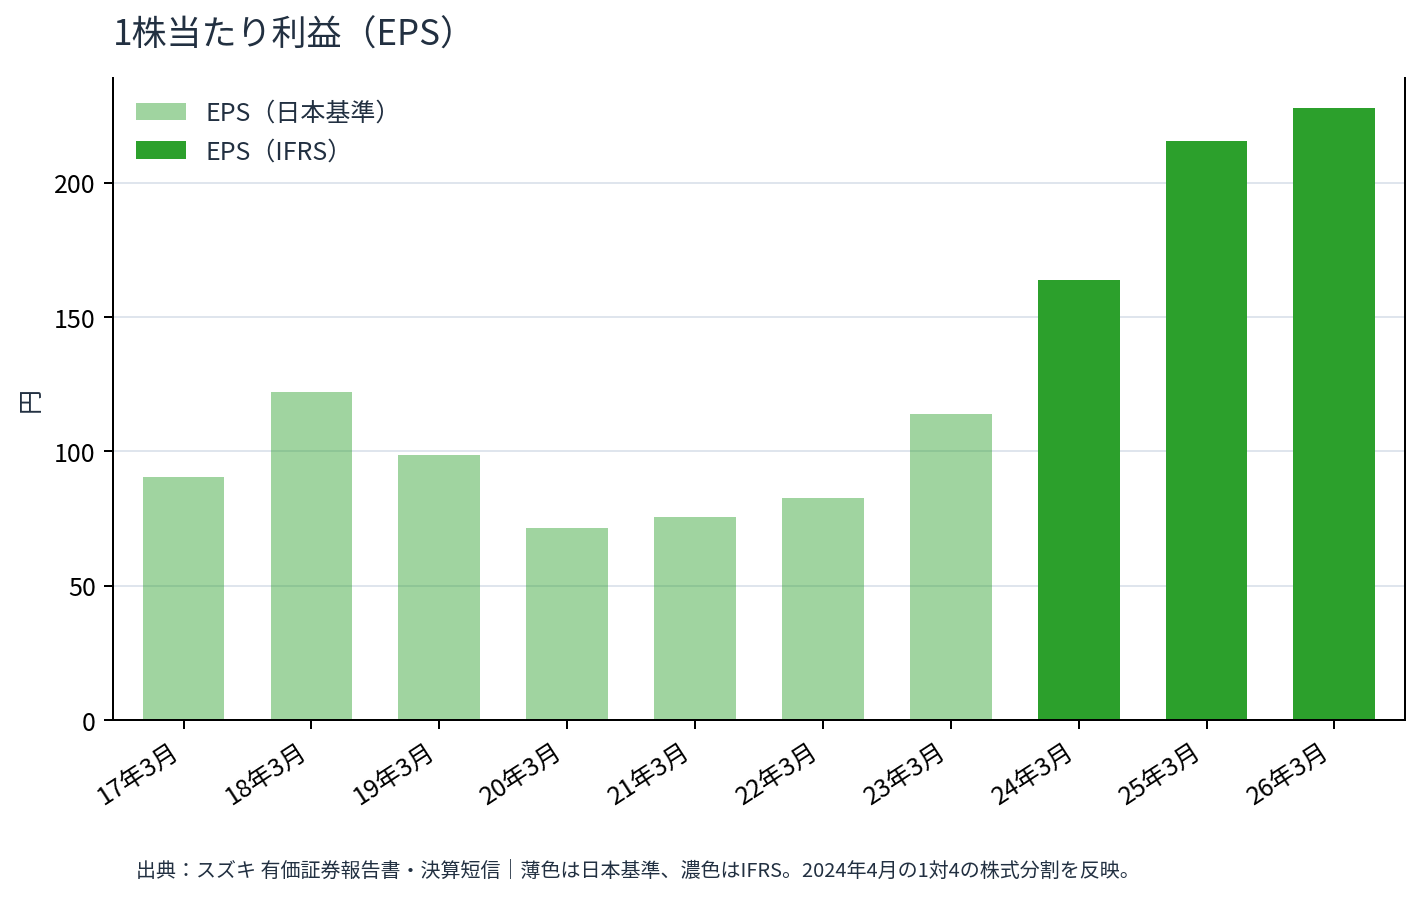 1株当たり利益（EPS）
EPS（日本基準）
EPS（IFRS）
200
150
100
50
0
円
17年3月
18年3月
19年3月
20年3月
21年3月
22年3月
23年3月
24年3月
25年3月
26年3月
出典：スズキ 有価証券報告書・決算短信｜薄色は日本基準、濃色はIFRS。2024年4月の1対4の株式分割を反映。